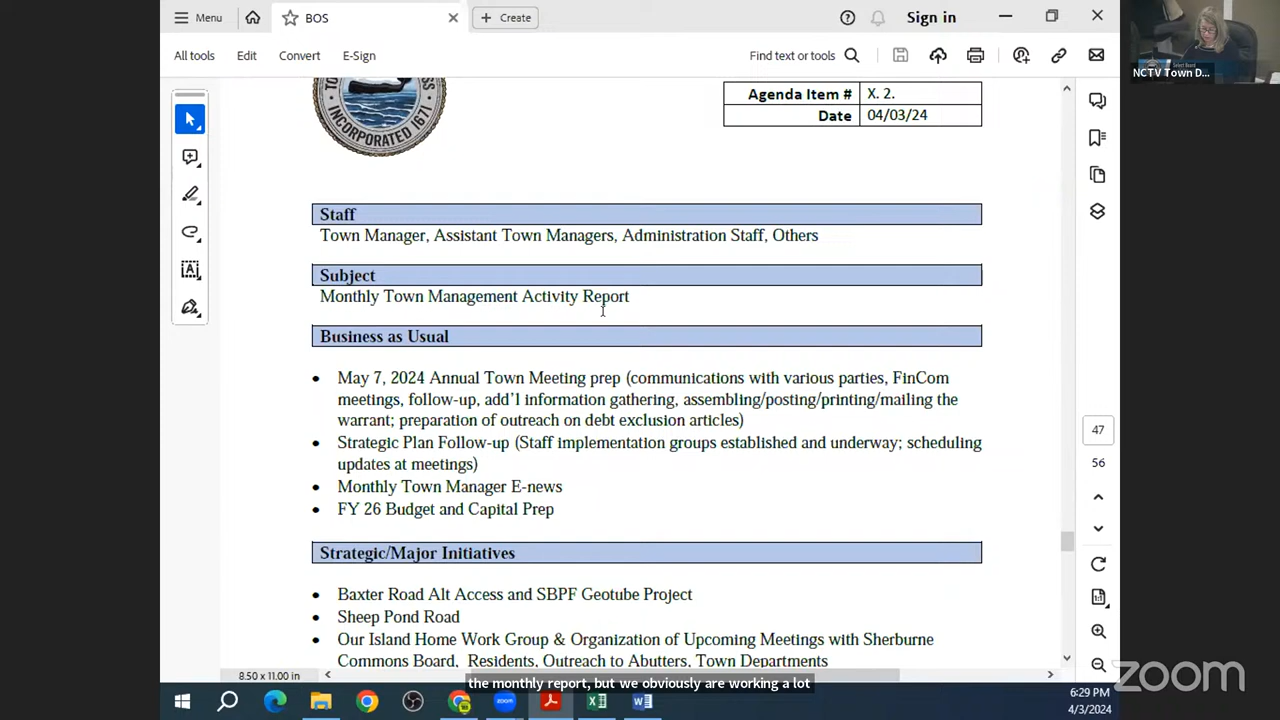 Menu
BOS
Create
Sign in
All tools
Edit
Convert
E-Sign
Find text or tools
NCTV Town D...
INCORPORATED 1671
Agenda Item # X. 2.
Date 04/03/24
Staff
Town Manager, Assistant Town Managers, Administration Staff, Others
Subject
Monthly Town Management Activity Report
Business as Usual
• May 7, 2024 Annual Town Meeting prep (communications with various parties, FinCom
meetings, follow-up, add’l information gathering, assembling/posting/printing/mailing the
warrant; preparation of outreach on debt exclusion articles)
• Strategic Plan Follow-up (Staff implementation groups established and underway; scheduling
updates at meetings)
• Monthly Town Manager E-news
• FY 26 Budget and Capital Prep
Strategic/Major Initiatives
• Baxter Road Alt Access and SBPF Geotube Project
• Sheep Pond Road
• Our Island Home Work Group & Organization of Upcoming Meetings with Sherburne
Commons Board, Residents, Outreach to Abutters, Town Departments
47
56
8.50 x 11.00 in
the monthly report, but we obviously are working a lot
zoom
6:29 PM
4/3/2024